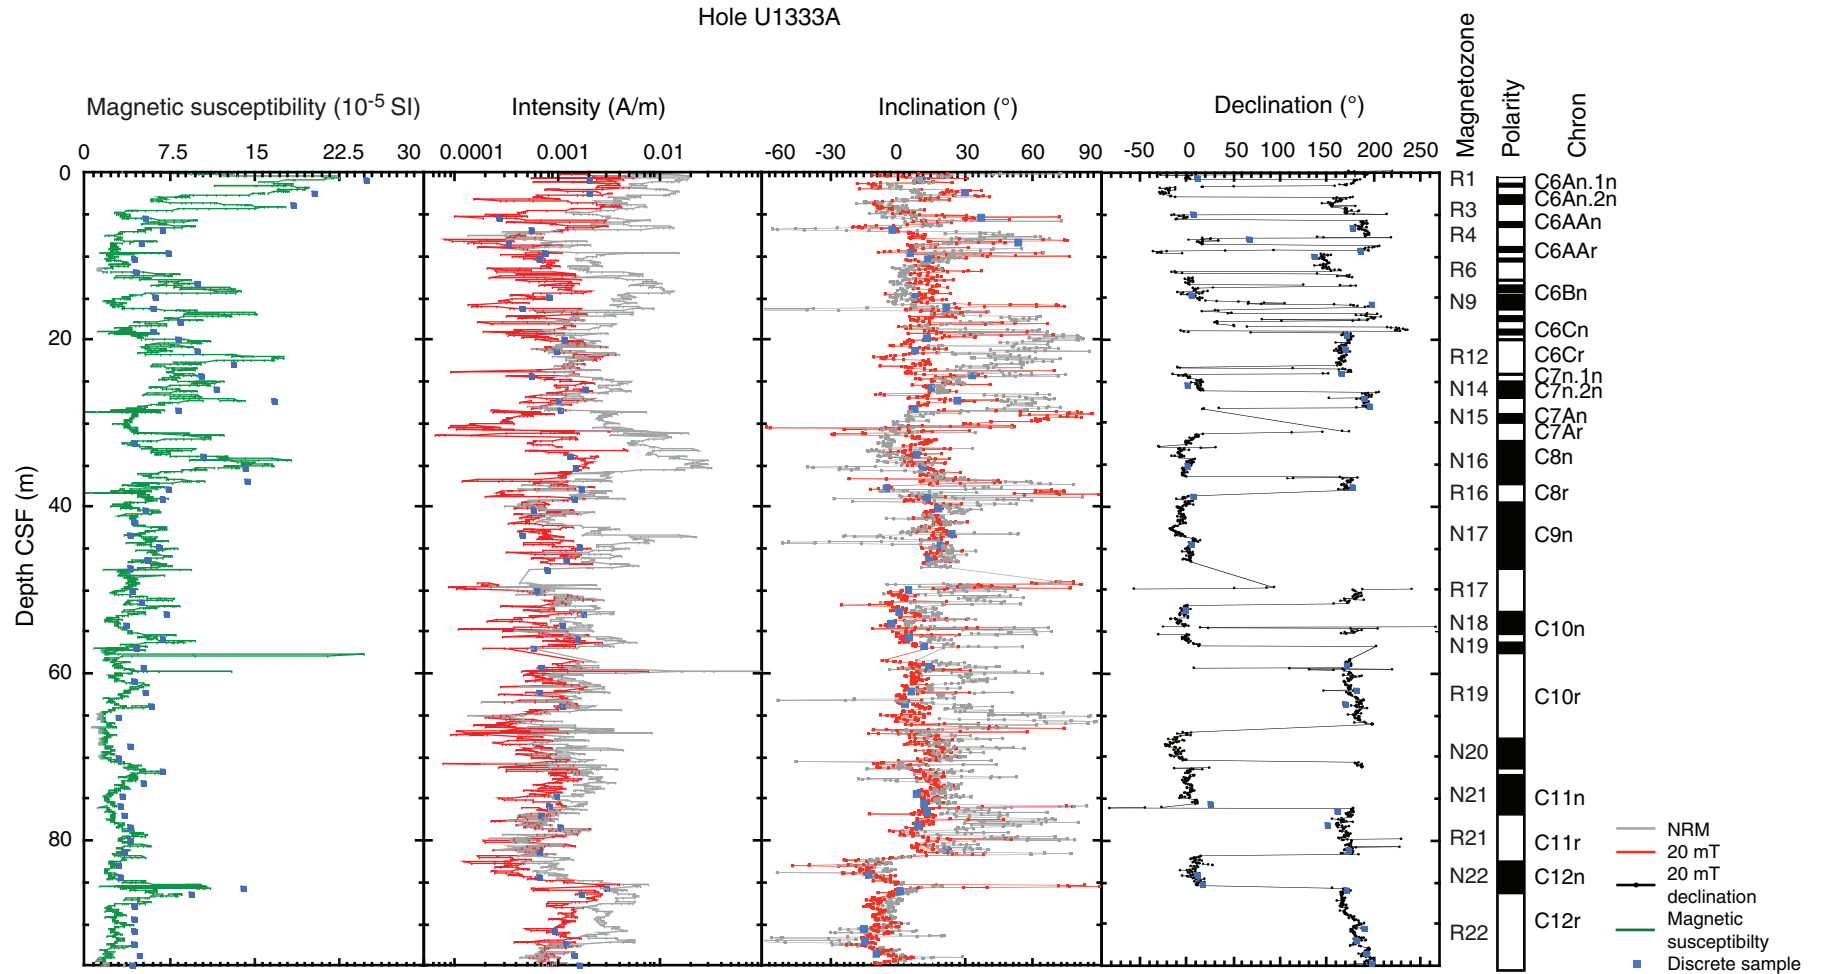 Hole U1333A
Magnetic susceptibility (10-5 SI)
Intensity (A/m)
Inclination (°)
Declination (°)
Magnetozone
Polarity
Chron
0 7.5 15 22.5 30
0.0001 0.001 0.01
-60 -30 0 30 60 90
-50 0 50 100 150 200 250
Depth CSF (m)
0
20
40
60
80
R1
R3
R4
R6
N9
R12
N14
N15
N16
R16
N17
R17
N18
N19
R19
N20
N21
R21
N22
R22
C6An.1n
C6An.2n
C6AAn
C6AAr
C6Bn
C6Cn
C6Cr
C7n.1n
C7n.2n
C7An
C7Ar
C8n
C8r
C9n
C10n
C10r
C11n
C11r
C12n
C12r
NRM
20 mT
20 mT
declination
Magnetic
susceptibilty
Discrete sample